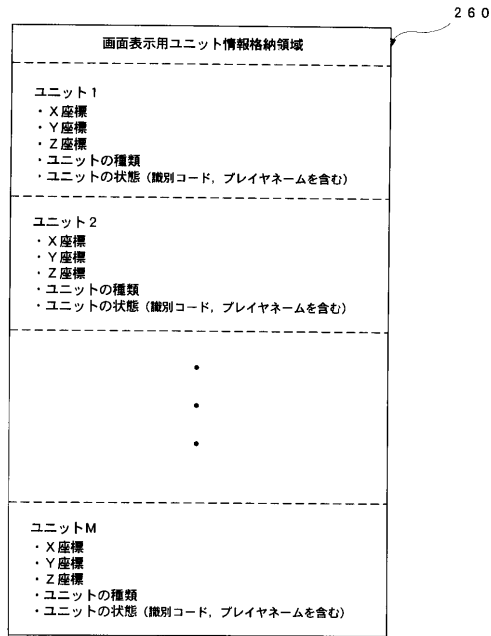 260
画面表示用ユニット情報格納領域
ユニット1
・X座標
・Y座標
・Z座標
・ユニットの種類
・ユニットの状態（識別コード，プレイヤネームを含む）
ユニット2
・X座標
・Y座標
・Z座標
・ユニットの種類
・ユニットの状態（識別コード，プレイヤネームを含む）
ユニットM
・X座標
・Y座標
・Z座標
・ユニットの種類
・ユニットの状態（識別コード，プレイヤネームを含む）